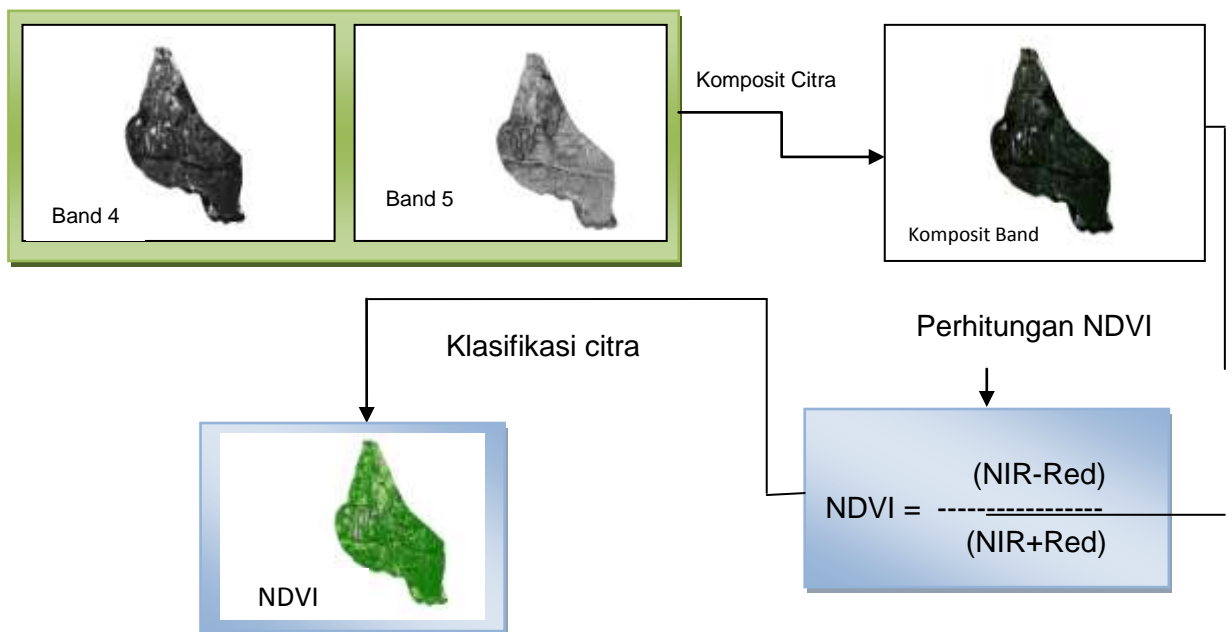 Band 4
Band 5
Komposit Citra
Komposit Band
Perhitungan NDVI
Klasifikasi citra
(NIR-Red)
NDVI = -------------------
(NIR+Red)
NDVI